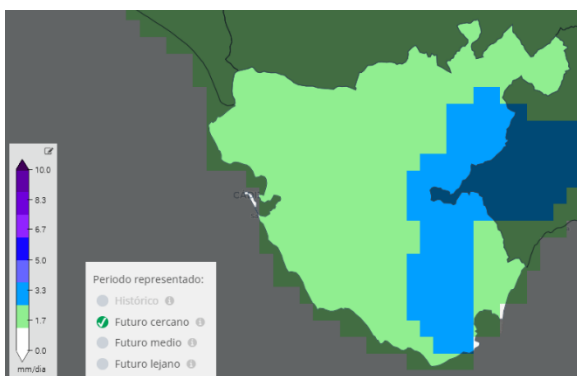 10.0
8.3
6.7
5.0
3.3
1.7
0.0
mm/dia
Periodo representado:
Histórico
Futuro cercano
Futuro medio
Futuro lejano